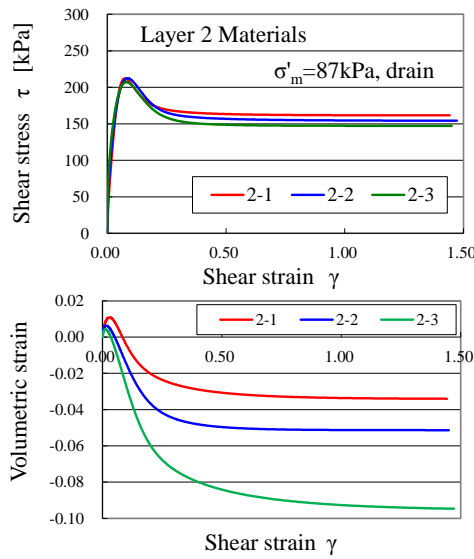 Layer 2 Materials
σ'm=87kPa, drain
Shear stress τ [kPa]
300
250
200
150
100
50
0
2-1 2-2 2-3
0.00 0.50 1.00 1.50
Shear strain γ
Volumetric strain
0.02
0.00
-0.02
-0.04
-0.06
-0.08
-0.10
2-1 2-2 2-3
0.00 0.50 1.00 1.50
Shear strain γ